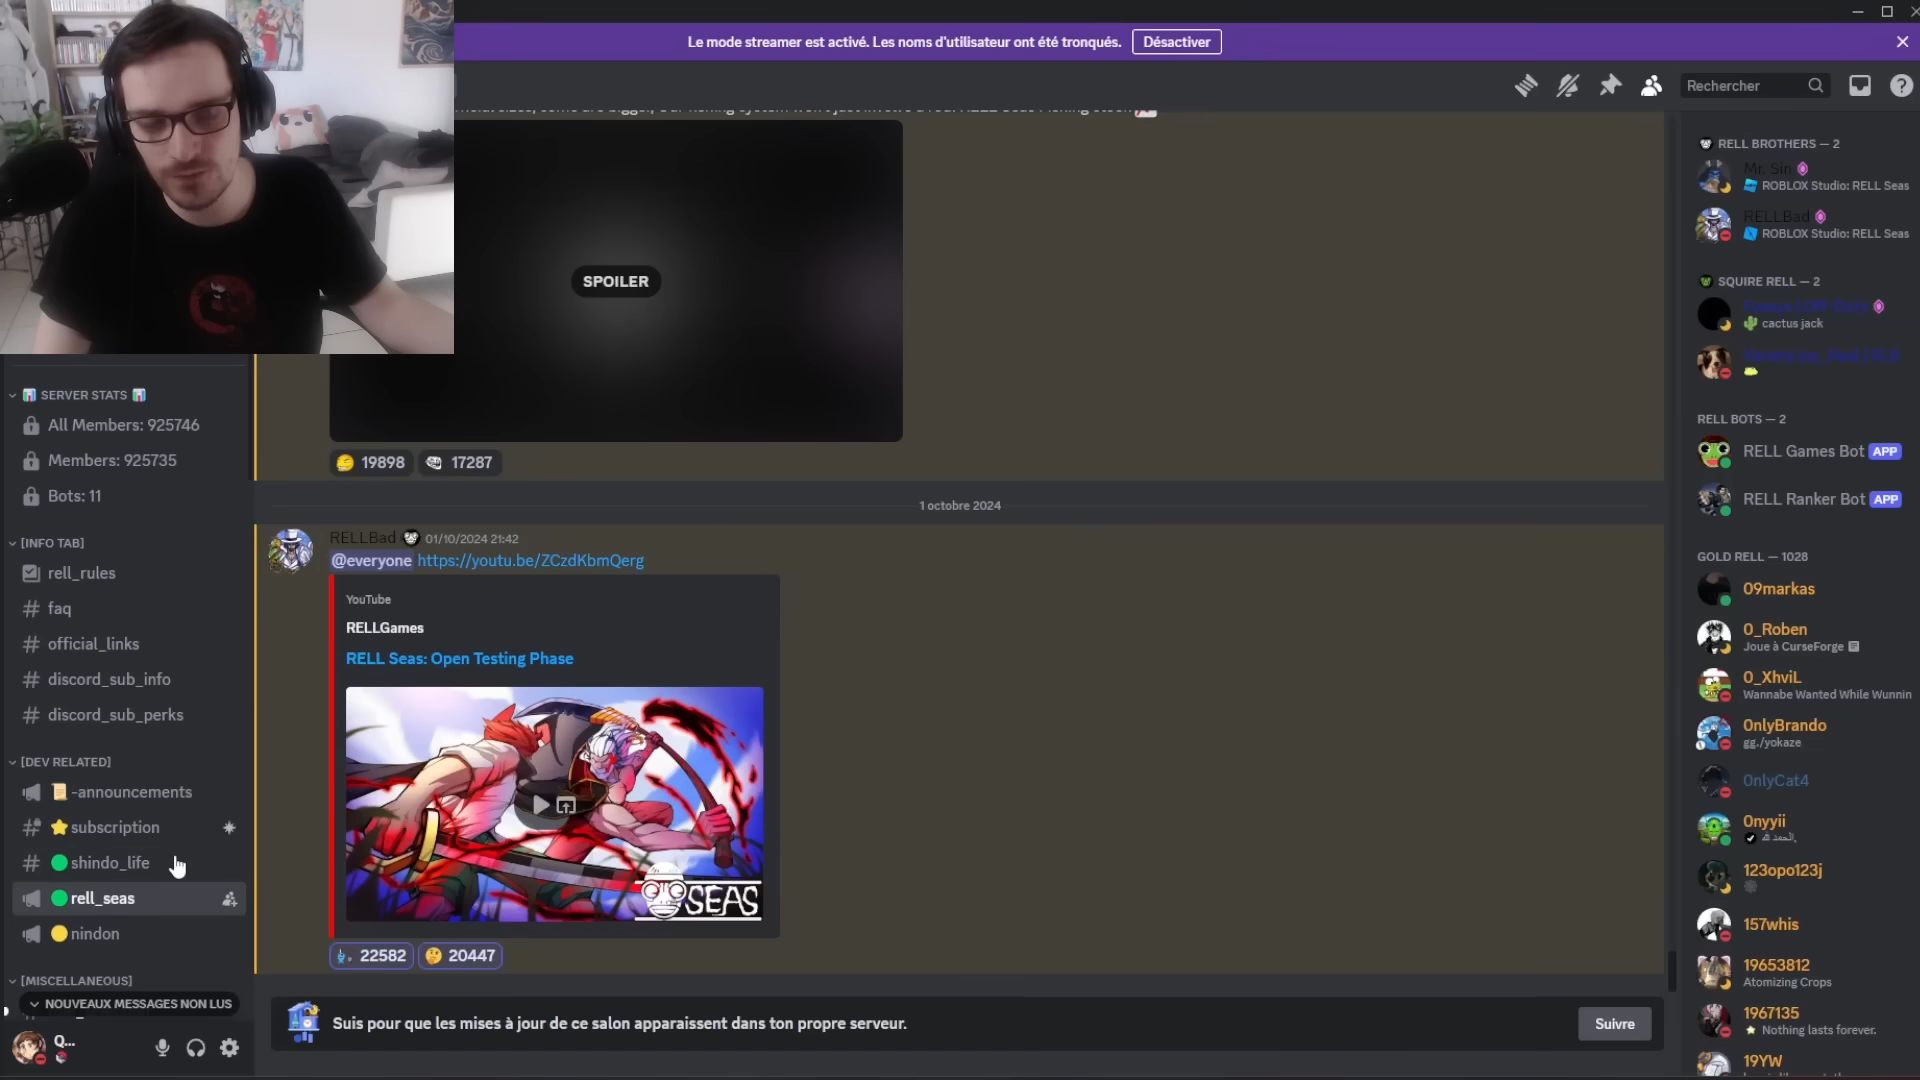 Le mode streamer est activé. Les noms d'utilisateur ont été tronqués.
Désactiver
Rechercher
SPOILER
19898
17287
1 octobre 2024
RELLBad 01/10/2024 21:42
@everyone https://youtu.be/ZCzdKbmQerg
YouTube
RELLGames
RELL Seas: Open Testing Phase
SEAS
22582
20447
Suis pour que les mises à jour de ce salon apparaissent dans ton propre serveur.
Suivre
SERVER STATS
All Members: 925746
Members: 925735
Bots: 11
[INFO TAB]
rell_rules
faq
official_links
discord_sub_info
discord_sub_perks
[DEV RELATED]
-announcements
subscription
shindo_life
rell_seas
nindon
[MISCELLANEOUS]
NOUVEAUX MESSAGES NON LUS
Q...
RELL BROTHERS — 2
Mr. Sin
ROBLOX Studio: RELL Seas
RELLBad
ROBLOX Studio: RELL Seas
SQUIRE RELL — 2
cactus jack
RELL BOTS — 2
RELL Games Bot APP
RELL Ranker Bot APP
GOLD RELL — 1028
09markas
0_Roben
Joue à CurseForge
0_XhviL
Wannabe Wanted While Wunnin
0nlyBrando
gg./yokaze
0nlyCat4
0nyyii
123opo123j
157whis
19653812
Atomizing Crops
1967135
Nothing lasts forever.
19YW